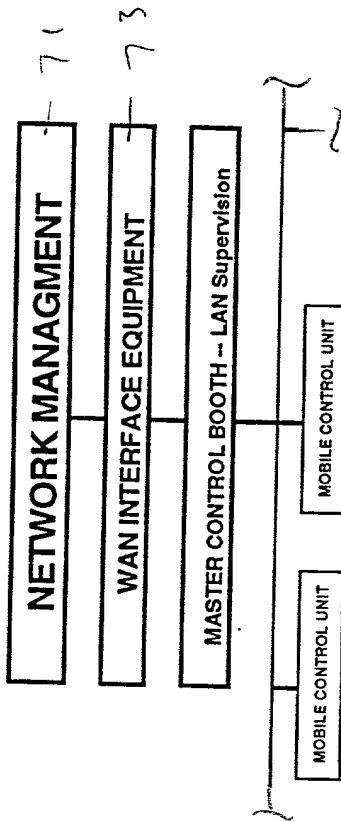 NETWORK MANAGMENT 71
WAN INTERFACE EQUIPMENT 73
MASTER CONTROL BOOTH -- LAN Supervision
MOBILE CONTROL UNIT
MOBILE CONTROL UNIT